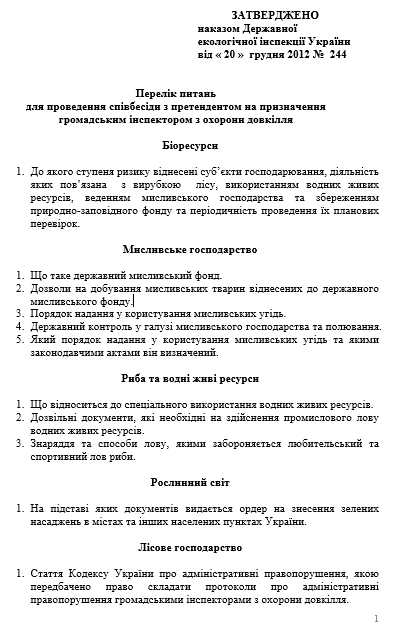 ЗАТВЕРДЖЕНО
наказом Державної
екологічної інспекції України
від « 20 » грудня 2012 № 244
Перелік питань
для проведення співбесіди з претендентом на призначення
громадським інспектором з охорони довкілля
Біоресурси
1. До якого ступеня ризику віднесені суб’єкти господарювання, діяльність
яких пов’язана з вирубкою лісу, використанням водних живих
ресурсів, веденням мисливського господарства та збереженням
природно-заповідного фонду та періодичність проведення їх планових
перевірок.
Мисливське господарство
1. Що таке державний мисливський фонд.
2. Дозволи на добування мисливських тварин віднесених до державного
мисливського фонду.
3. Порядок надання у користування мисливських угідь.
4. Державний контроль у галузі мисливського господарства та полювання.
5. Який порядок надання у користування мисливських угідь та якими
законодавчими актами він визначений.
Риба та водні живі ресурси
1. Що відноситься до спеціального використання водних живих ресурсів.
2. Дозвільні документи, які необхідні на здійснення промислового лову
водних живих ресурсів.
3. Знаряддя та способи лову, якими забороняється любительський та
спортивний лов риби.
Рослинний світ
1. На підставі яких документів видається ордер на знесення зелених
насаджень в містах та інших населених пунктах України.
Лісове господарство
1. Стаття Кодексу України про адміністративні правопорушення, якою
передбачено право складати протоколи про адміністративні
правопорушення громадськими інспекторами з охорони довкілля.
1